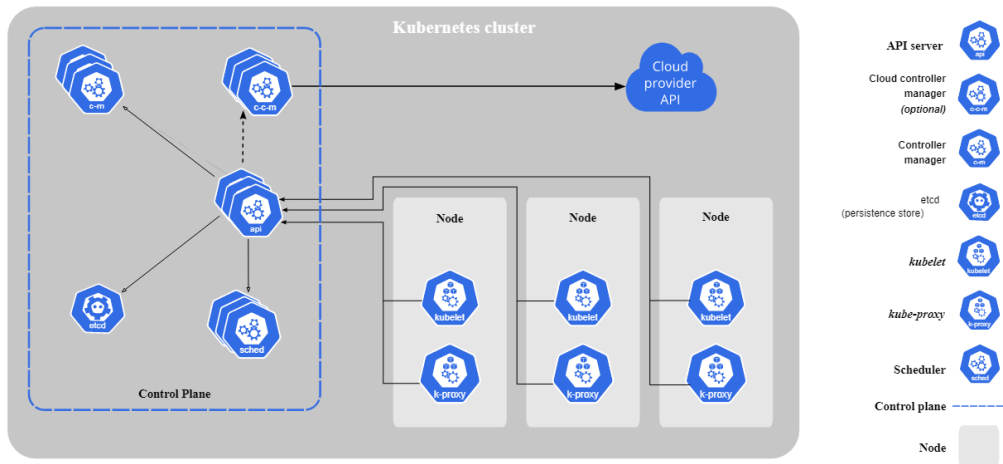 Kubernetes cluster
c-m
c-c-m
Cloud
provider
API
api
Node
Node
Node
etcd
sched
kubelet
kubelet
kubelet
k-proxy
k-proxy
k-proxy
Control Plane
API server
api
Cloud controller
manager
(optional)
c-c-m
Controller
manager
c-m
etcd
(persistence store)
etcd
kubelet
kubelet
kube-proxy
k-proxy
Scheduler
sched
Control plane
Node